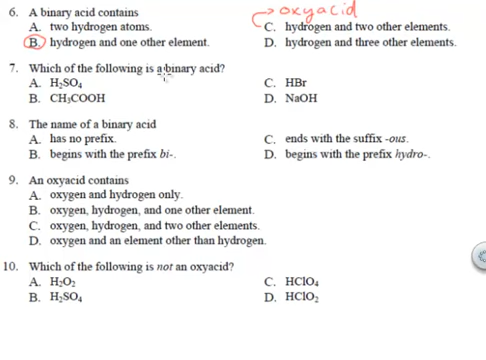 oxyacid
6. A binary acid contains
A. two hydrogen atoms. C. hydrogen and two other elements.
B. hydrogen and one other element. D. hydrogen and three other elements.
7. Which of the following is a binary acid?
A. H₂SO₄ C. HBr
B. CH₃COOH D. NaOH
8. The name of a binary acid
A. has no prefix. C. ends with the suffix -ous.
B. begins with the prefix bi-. D. begins with the prefix hydro-.
9. An oxyacid contains
A. oxygen and hydrogen only.
B. oxygen, hydrogen, and one other element.
C. oxygen, hydrogen, and two other elements.
D. oxygen and an element other than hydrogen.
10. Which of the following is not an oxyacid?
A. H₂O₂ C. HClO₄
B. H₂SO₄ D. HClO₂